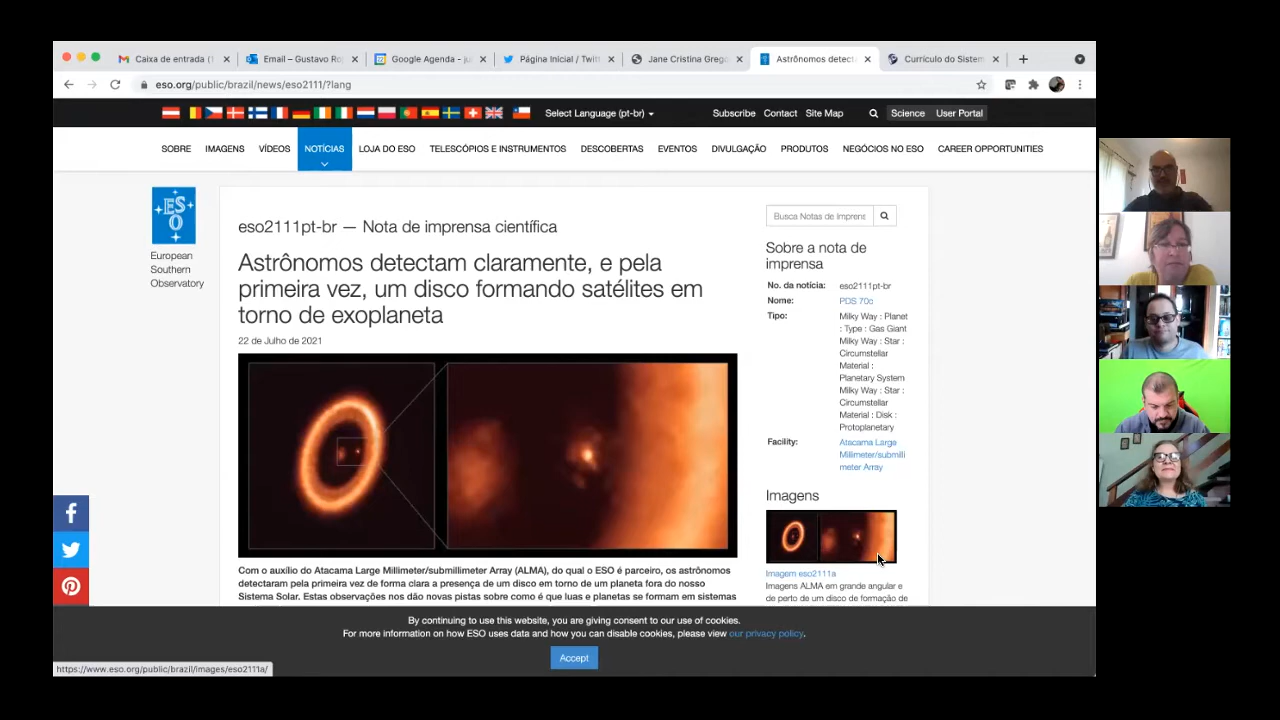 Caixa de entrada (1
Email – Gustavo Roj
Google Agenda - ju
Página Inicial / Twitt
Jane Cristina Grego
Astrônomos detecta
Currículo do Sistem
eso.org/public/brazil/news/eso2111/?lang
Select Language (pt-br)
Subscribe Contact Site Map
Science User Portal
SOBRE IMAGENS VÍDEOS NOTÍCIAS LOJA DO ESO TELESCÓPIOS E INSTRUMENTOS DESCOBERTAS EVENTOS DIVULGAÇÃO PRODUTOS NEGÓCIOS NO ESO CAREER OPPORTUNITIES
ES
O
European
Southern
Observatory
eso2111pt-br — Nota de imprensa científica
Astrônomos detectam claramente, e pela
primeira vez, um disco formando satélites em
torno de exoplaneta
22 de Julho de 2021
Com o auxílio do Atacama Large Millimeter/submillimeter Array (ALMA), do qual o ESO é parceiro, os astrônomos
detectaram pela primeira vez de forma clara a presença de um disco em torno de um planeta fora do nosso
Sistema Solar. Estas observações nos dão novas pistas sobre como é que luas e planetas se formam em sistemas
Busca Notas de Imprens
Sobre a nota de
imprensa
No. da notícia: eso2111pt-br
Nome: PDS 70c
Tipo: Milky Way : Planet
: Type : Gas Giant
Milky Way : Star :
Circumstellar
Material :
Planetary System
Milky Way : Star :
Circumstellar
Material : Disk :
Protoplanetary
Facility: Atacama Large
Millimeter/submilli
meter Array
Imagens
Imagem eso2111a
Imagens ALMA em grande angular e
de perto de um disco de formação de
By continuing to use this website, you are giving consent to our use of cookies.
For more information on how ESO uses data and how you can disable cookies, please view our privacy policy.
Accept
https://www.eso.org/public/brazil/images/eso2111a/